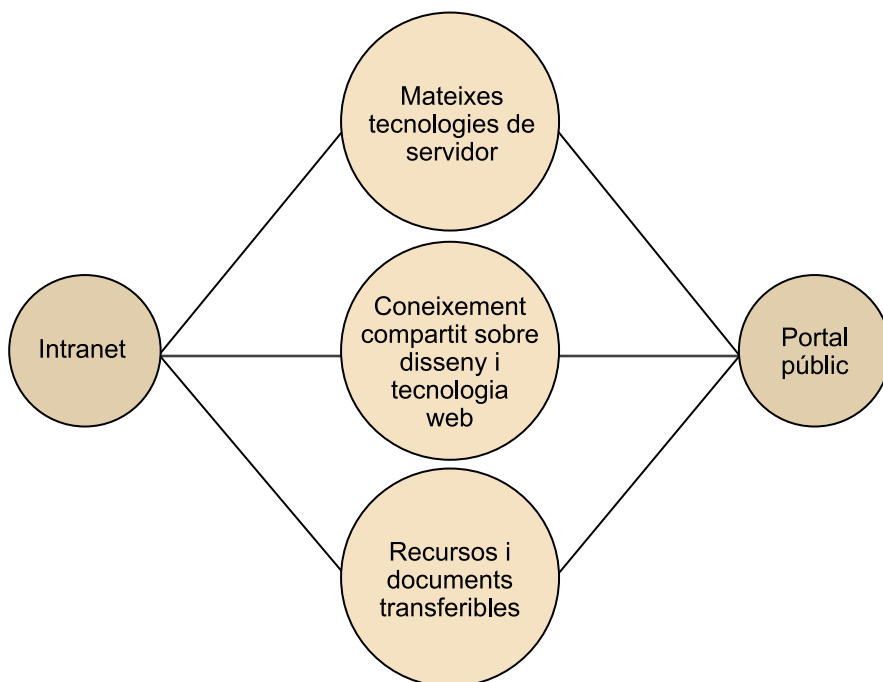 Mateixes
tecnologies de
servidor
Intranet
Coneixement
compartit sobre
disseny i
tecnologia
web
Portal
públic
Recursos i
documents
transferibles